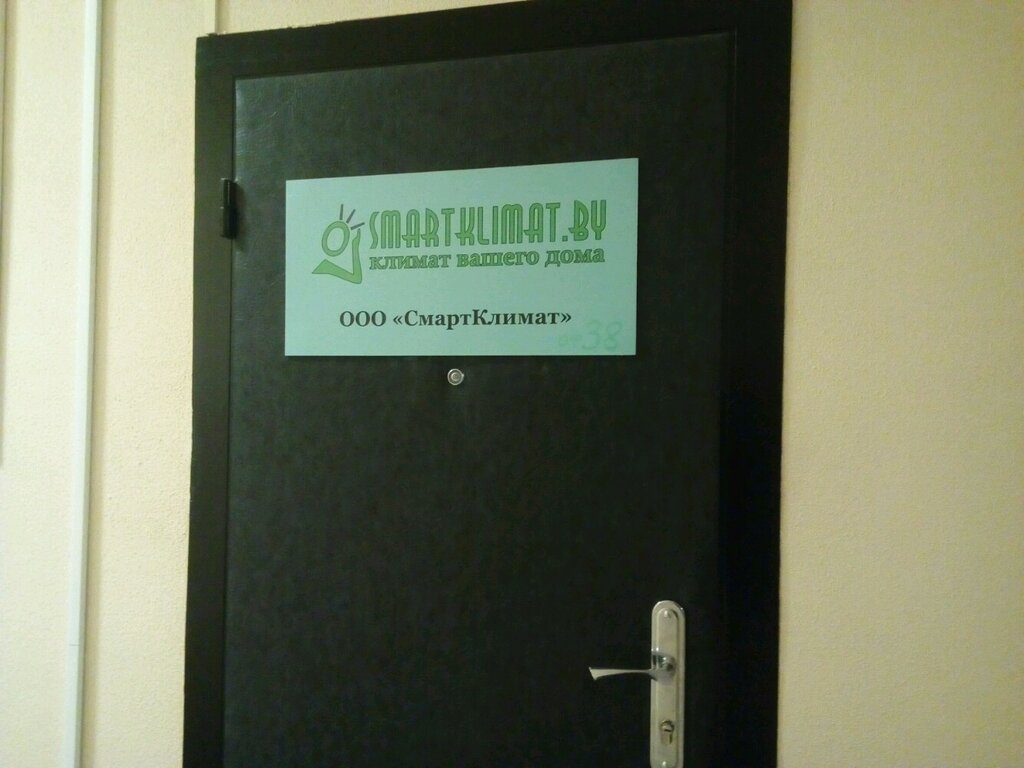 SMARTKLIMAT.BY
климат вашего дома
ООО «СмартКлимат»
оф.38